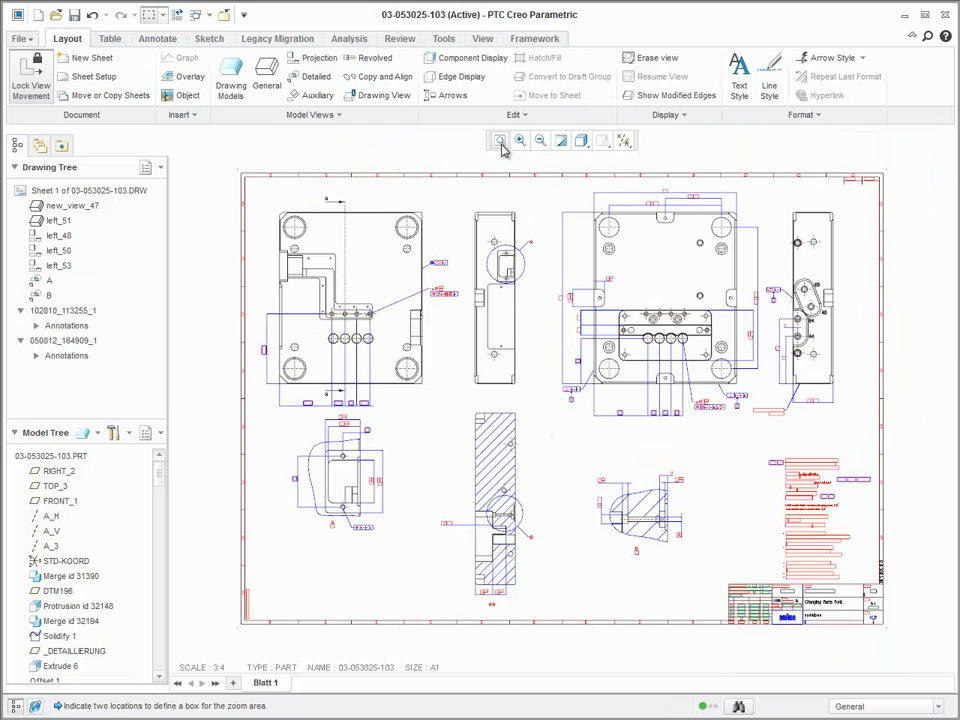 03-053025-103 (Active) - PTC Creo Parametric
File Layout Table Annotate Sketch Legacy Migration Analysis Review Tools View Framework
Lock View Movement
New Sheet
Sheet Setup
Move or Copy Sheets
Document
Graph
Overlay
Object
Insert
Drawing Models
General
Projection
Detailed
Auxiliary
Revolved
Copy and Align
Drawing View
Model Views
Component Display
Edge Display
Arrows
Hatch/Fill
Convert to Draft Group
Move to Sheet
Edit
Erase view
Resume View
Show Modified Edges
Display
Text Style
Line Style
Arrow Style
Repeat Last Format
Hyperlink
Format
Drawing Tree
Sheet 1 of 03-053025-103.DRW
new_view_47
left_51
left_48
left_50
left_53
A
B
102810_113255_1
Annotations
050812_164909_1
Annotations
Model Tree
03-053025-103.PRT
RIGHT_2
TOP_3
FRONT_1
A_H
A_V
A_3
STD-KOORD
Merge id 31390
DTM196
Protrusion id 32148
Merge id 32194
Solidify 1
_DETAILLIERUNG
Extrude 6
Offset 1
SCALE : 3:4 TYPE : PART NAME : 03-053025-103 SIZE : A1
Blatt 1
Indicate two locations to define a box for the zoom area.
General